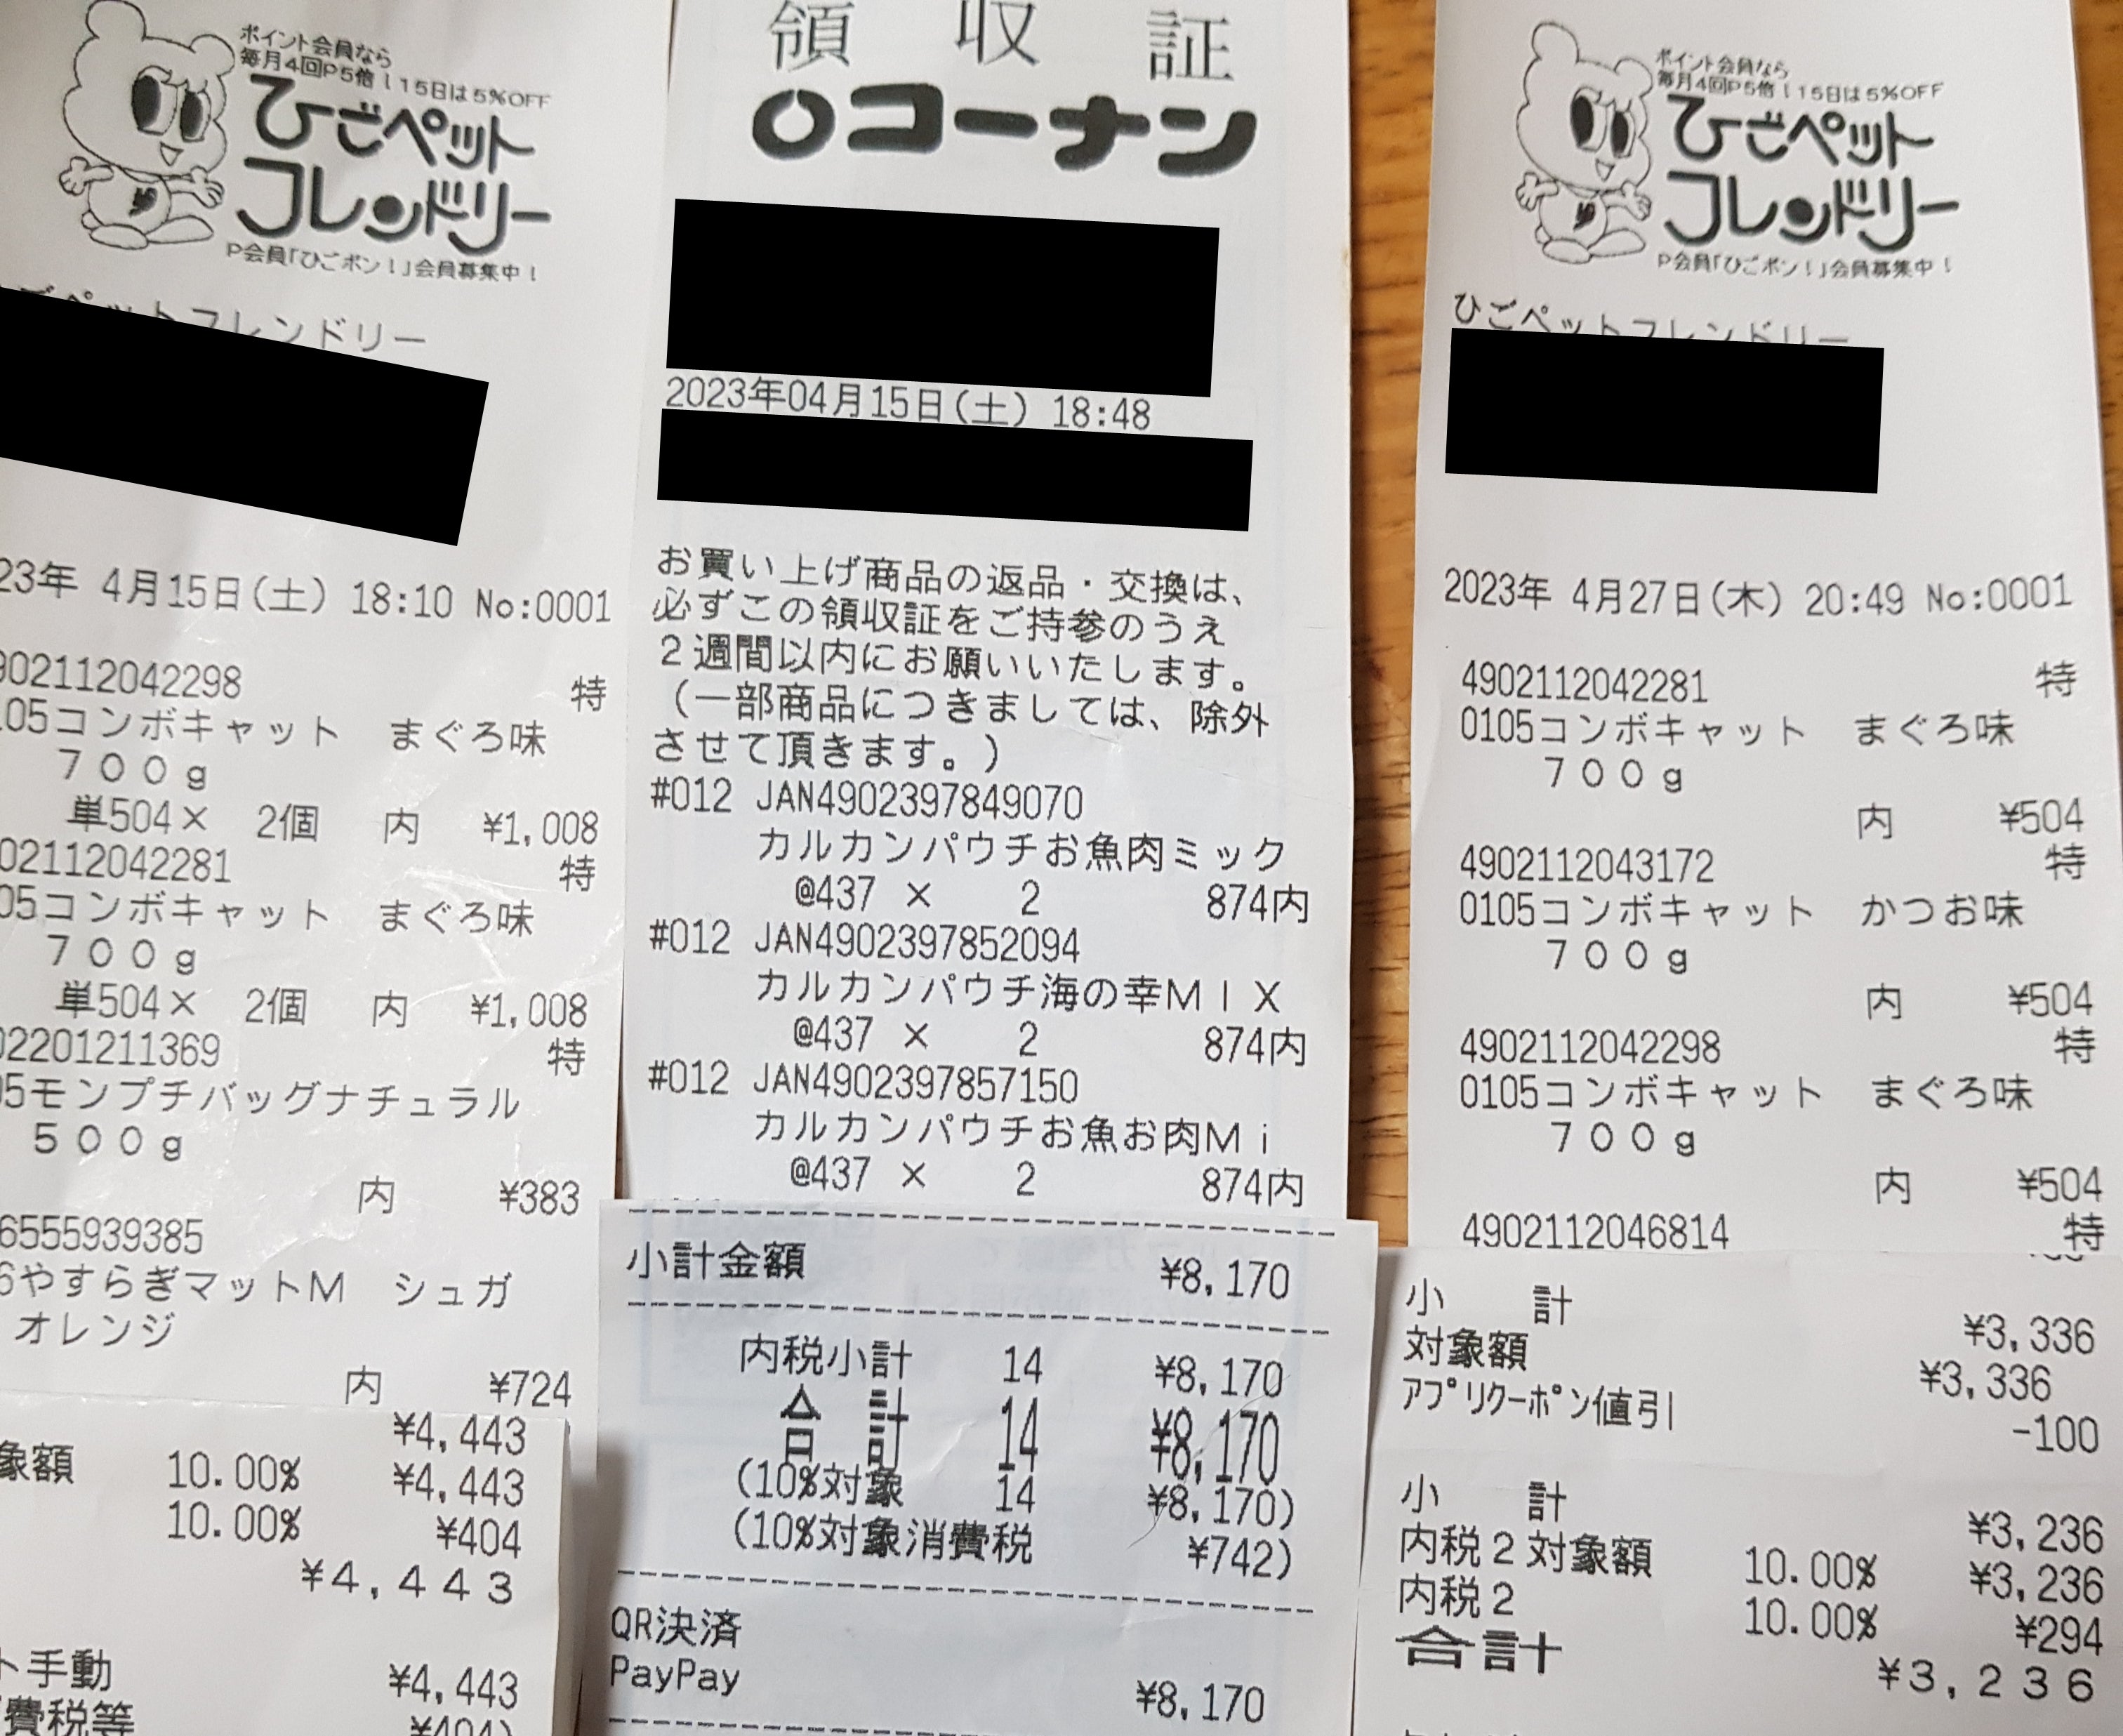 ポイント会員なら
毎月4回P5倍！15日は5%OFF
ひごペット
フレンドリー
P会員「ひごポン！」会員募集中！
ごペットフレンドリー
23年 4月15日(土) 18:10 No:0001
902112042298 特
105コンボキャット まぐろ味
700g
単504× 2個 内 ¥1,008
02112042281 特
05コンボキャット まぐろ味
700g
単504× 2個 内 ¥1,008
02201211369 特
05モンプチバッグナチュラル
500g
内 ¥383
6555939385
6やすらぎマットM シュガ
オレンジ
内 ¥724
¥4,443
象額 10.00% ¥4,443
10.00% ¥404
¥4,443
ト手動 ¥4,443
費税等 ¥404)
領収証
コーナン
2023年04月15日(土) 18:48
お買い上げ商品の返品・交換は、
必ずこの領収証をご持参のうえ
2週間以内にお願いいたします。
(一部商品につきましては、除外
させて頂きます。)
#012 JAN4902397849070
カルカンパウチお魚肉ミック
@437 × 2 874内
#012 JAN4902397852094
カルカンパウチ海の幸MIX
@437 × 2 874内
#012 JAN4902397857150
カルカンパウチお魚お肉Mi
@437 × 2 874内
小計金額 ¥8,170
内税小計 14 ¥8,170
合計 14 ¥8,170
(10%対象 14 ¥8,170)
(10%対象消費税 ¥742)
QR決済
PayPay ¥8,170
ポイント会員なら
毎月4回P5倍！15日は5%OFF
ひごペット
フレンドリー
P会員「ひごポン！」会員募集中！
ひごペットフレンドリー
2023年 4月27日(木) 20:49 No:0001
4902112042281 特
0105コンボキャット まぐろ味
700g
内 ¥504
4902112043172 特
0105コンボキャット かつお味
700g
内 ¥504
4902112042298 特
0105コンボキャット まぐろ味
700g
内 ¥504
4902112046814 特
小計 ¥3,336
対象額 ¥3,336
ｱﾌﾟﾘｸｰﾎﾟﾝ値引 -100
小計 ¥3,236
内税2対象額 10.00% ¥3,236
内税2 10.00% ¥294
合計 ¥3,236